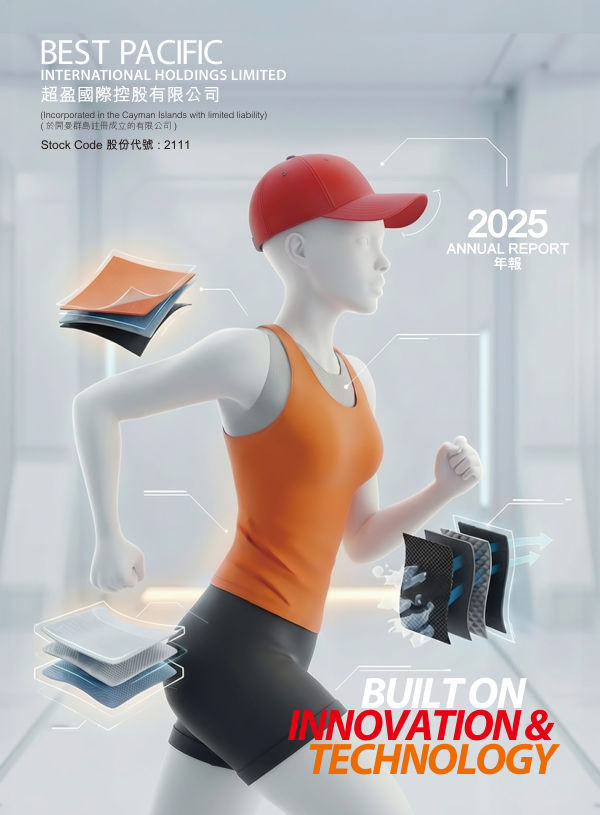 BEST PACIFIC
INTERNATIONAL HOLDINGS LIMITED
超盈國際控股有限公司
(Incorporated in the Cayman Islands with limited liability)
(於開曼群島註冊成立的有限公司)
Stock Code 股份代號 : 2111
2025
ANNUAL REPORT
年報
BUILT ON
INNOVATION &
TECHNOLOGY